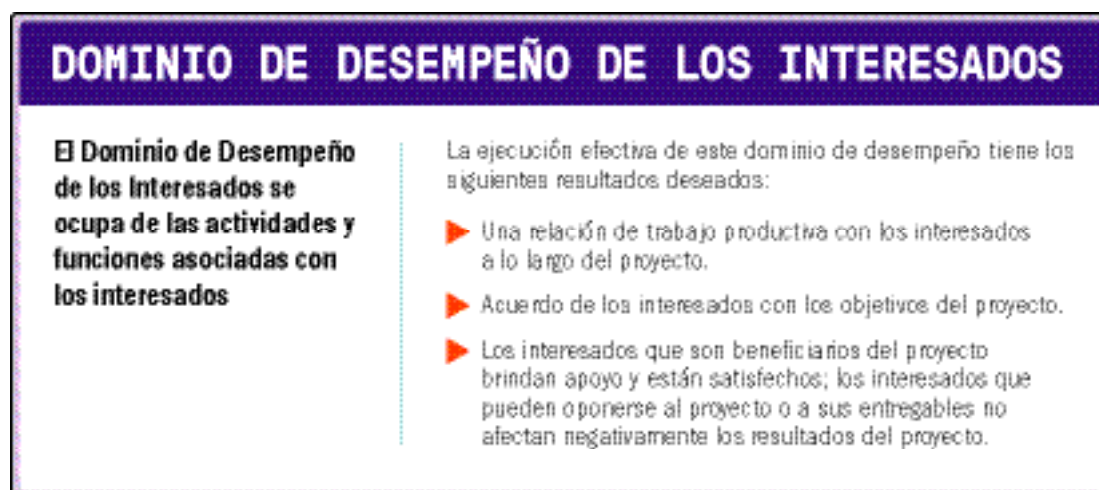 DOMINIO DE DESEMPEÑO DE LOS INTERESADOS
El Dominio de Desempeño
de los Interesados se
ocupa de las actividades y
funciones asociadas con
los interesados
La ejecución efectiva de este dominio de desempeño tiene los
siguientes resultados deseados:
Una relación de trabajo productiva con los interesados
a lo largo del proyecto.
Acuerdo de los interesados con los objetivos del proyecto.
Los interesados que son beneficiarios del proyecto
brindan apoyo y están satisfechos; los interesados que
pueden oponerse al proyecto o a sus entregables no
afectan negativamente los resultados del proyecto.